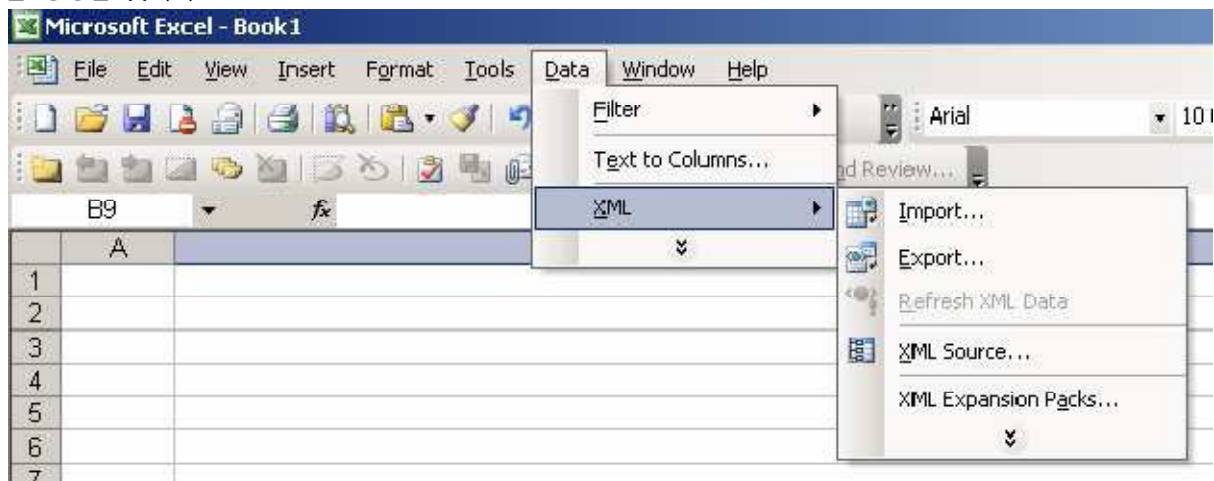 Microsoft Excel - Book1
File Edit View Insert Format Tools Data Window Help
Filter
Arial
10
Text to Columns...
nd Review...
B9
fx
XML
Import...
A
Export...
1
Refresh XML Data
2
3
XML Source...
4
XML Expansion Packs...
5
6
7